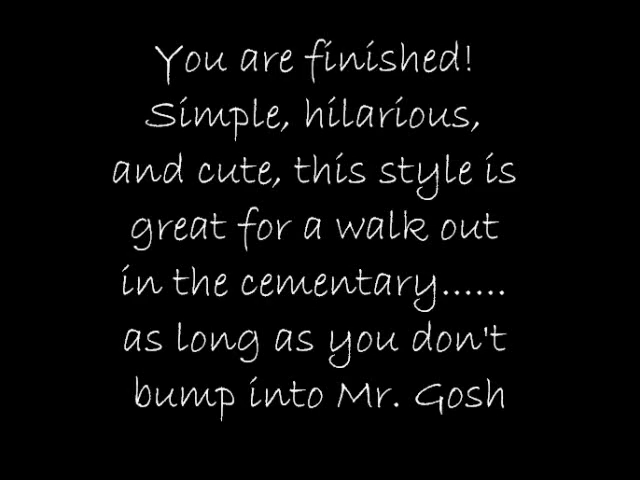 You are finished!
Simple, hilarious,
and cute, this style is
great for a walk out
in the cementary......
as long as you don't
bump into Mr. Gosh